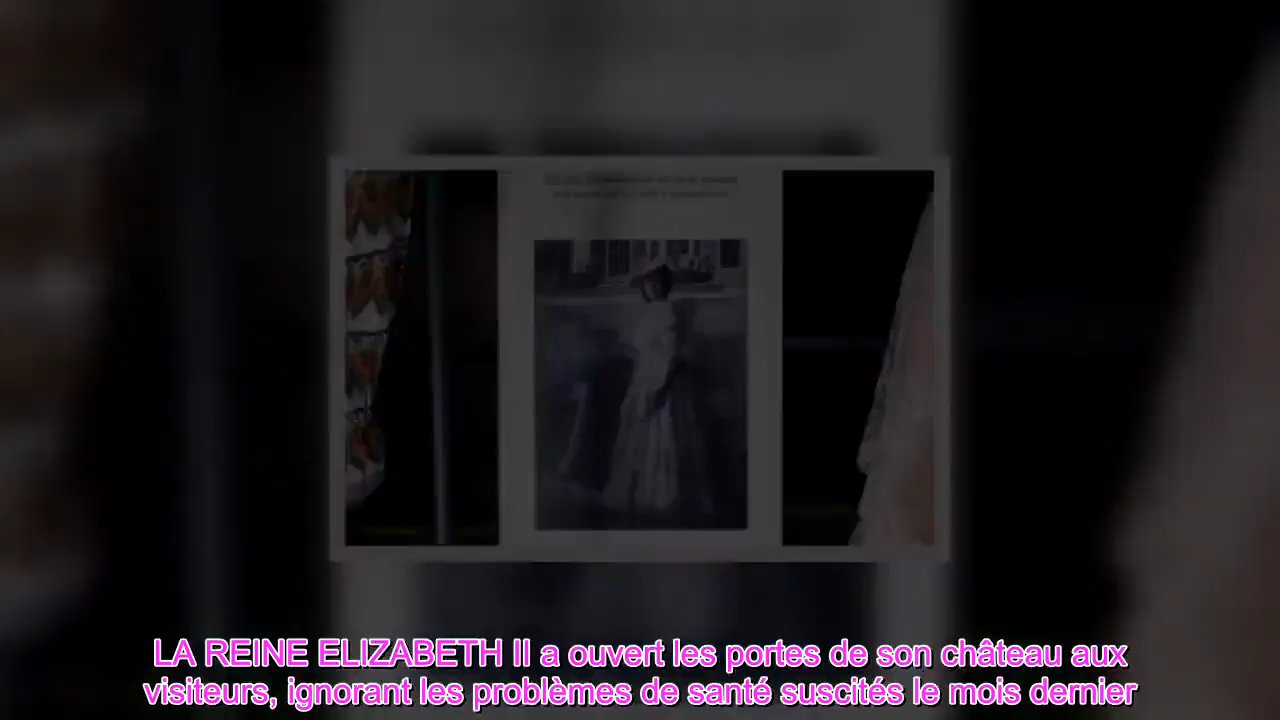 LA REINE ELIZABETH II a ouvert les portes de son château aux
visiteurs, ignorant les problèmes de santé suscités le mois dernier